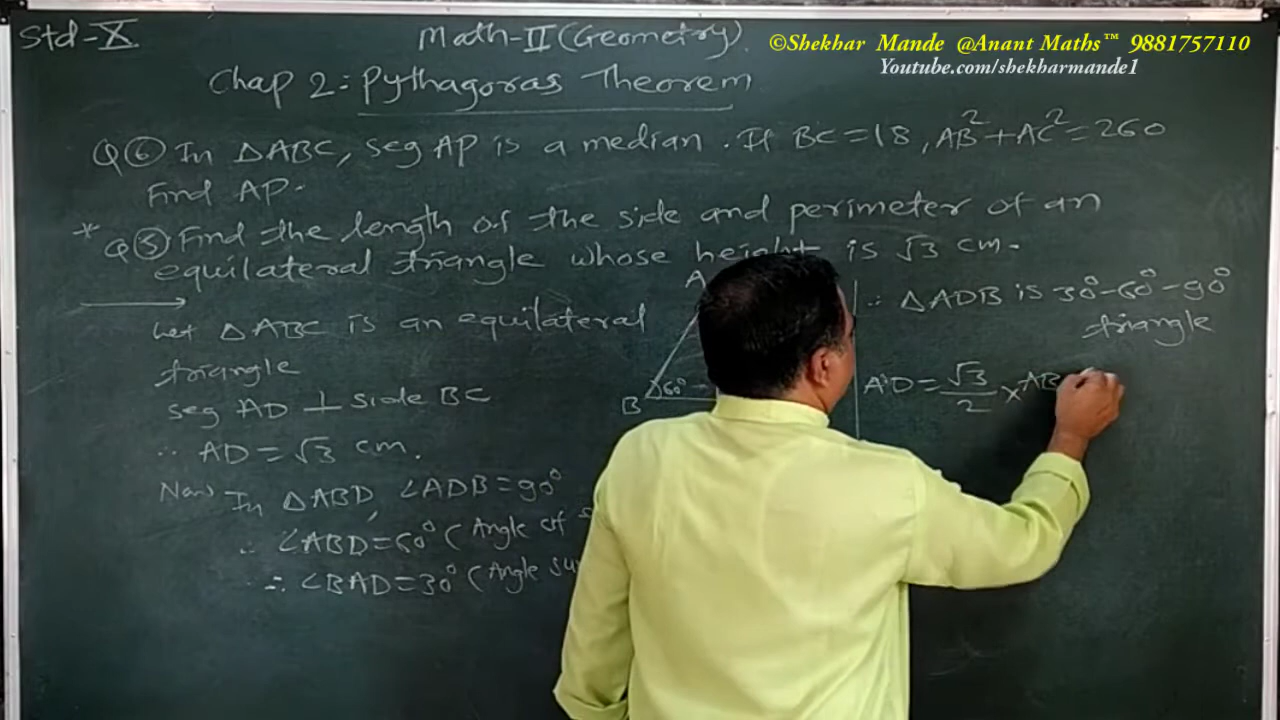 Std-X
Math-II (Geometry)
©Shekhar Mande @Anant Maths™ 9881757110
Youtube.com/shekharmande1
Chap 2: Pythagoras Theorem
Q⑥ In △ABC, seg AP is a median. If BC=18, AB²+AC²=260
Find AP.
* Q⑤ Find the length of the side and perimeter of an
equilateral triangle whose height is √3 cm.
Let △ABC is an equilateral
triangle
seg AD ⊥ side BC
∴ AD = √3 cm.
Now In △ABD, ∠ADB=90°
∴ ∠ABD=60° (Angle of
∴ ∠BAD=30° (Angle
A
B
60°
∴ △ADB is 30°-60°-90°
triangle
AD = √3/2 × AB